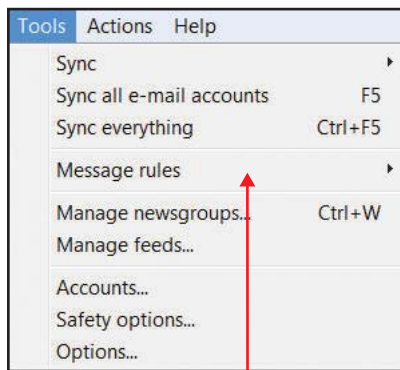 Tools Actions Help
Sync
Sync all e-mail accounts F5
Sync everything Ctrl+F5
Message rules
Manage newsgroups... Ctrl+W
Manage feeds...
Accounts...
Safety options...
Options...